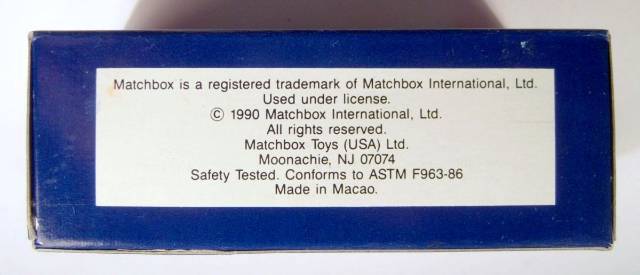 Matchbox is a registered trademark of Matchbox International, Ltd.
Used under license.
© 1990 Matchbox International, Ltd.
All rights reserved.
Matchbox Toys (USA) Ltd.
Moonachie, NJ 07074
Safety Tested. Conforms to ASTM F963-86
Made in Macao.